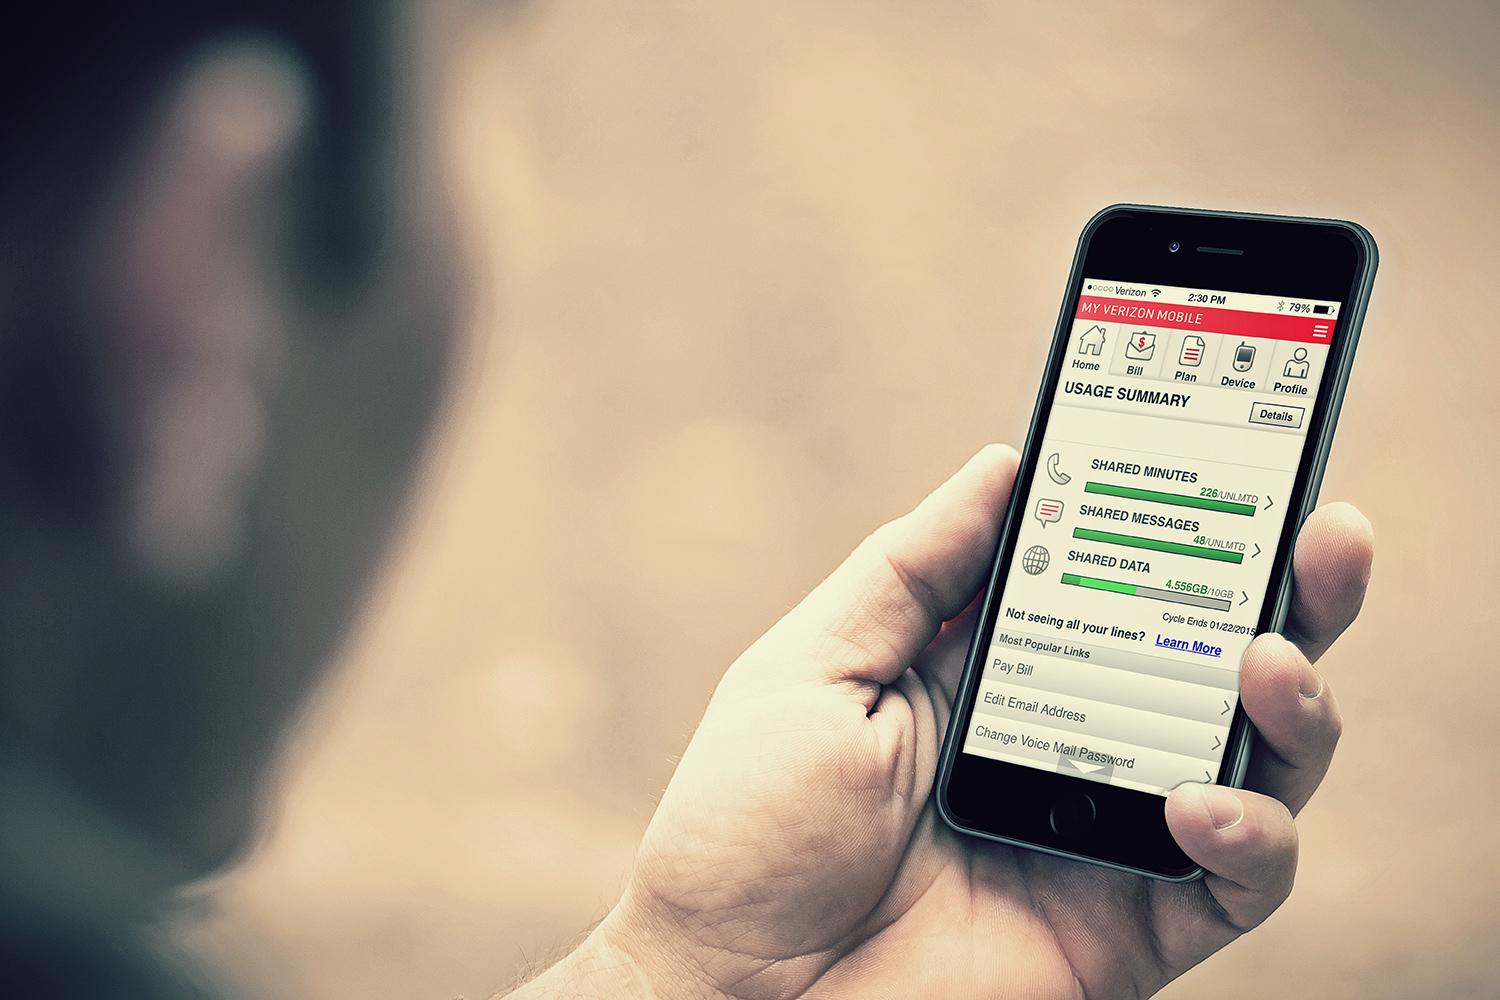 Verizon 2:30 PM 79%
MY VERIZON MOBILE
Home Bill Plan Device Profile
USAGE SUMMARY Details
SHARED MINUTES
226/UNLMTD
SHARED MESSAGES
48/UNLMTD
SHARED DATA
4.556GB/10GB
Cycle Ends 01/22/2015
Not seeing all your lines? Learn More
Most Popular Links
Pay Bill
Edit Email Address
Change Voice Mail Password